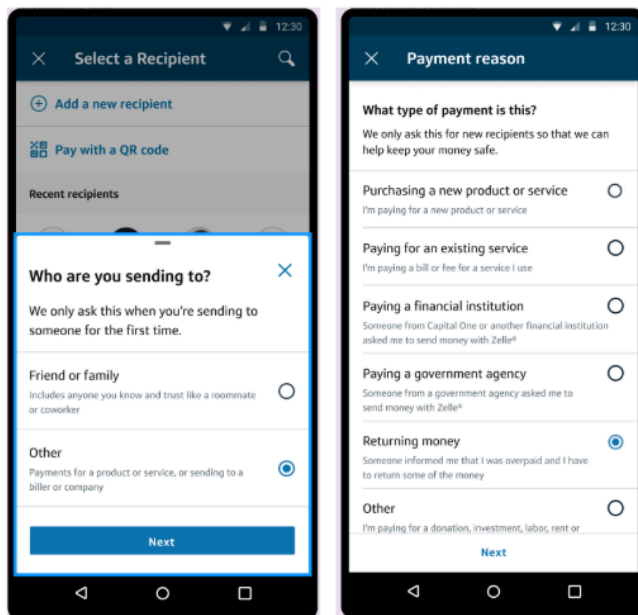 12:30
Select a Recipient
Add a new recipient
Pay with a QR code
Recent recipients
Who are you sending to?
We only ask this when you're sending to
someone for the first time.
Friend or family
Includes anyone you know and trust like a roommate
or coworker
Other
Payments for a product or service, or sending to a
biller or company
Next
12:30
Payment reason
What type of payment is this?
We only ask this for new recipients so that we can
help keep your money safe.
Purchasing a new product or service
I'm paying for a new product or service
Paying for an existing service
I'm paying a bill or fee for a service I use
Paying a financial institution
Someone from Capital One or another financial institution
asked me to send money with Zelle®
Paying a government agency
Someone from a government agency asked me to
send money with Zelle®
Returning money
Someone informed me that I was overpaid and I have
to return some of the money
Other
I'm paying for a donation, investment, labor, rent or
Next